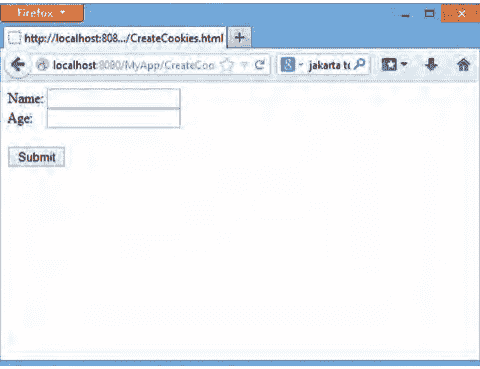 Firefox
http://localhost:808.../CreateCookies.html
localhost:8080/MyApp/CreateCoo
jakarta t
Name:
Age:
Submit